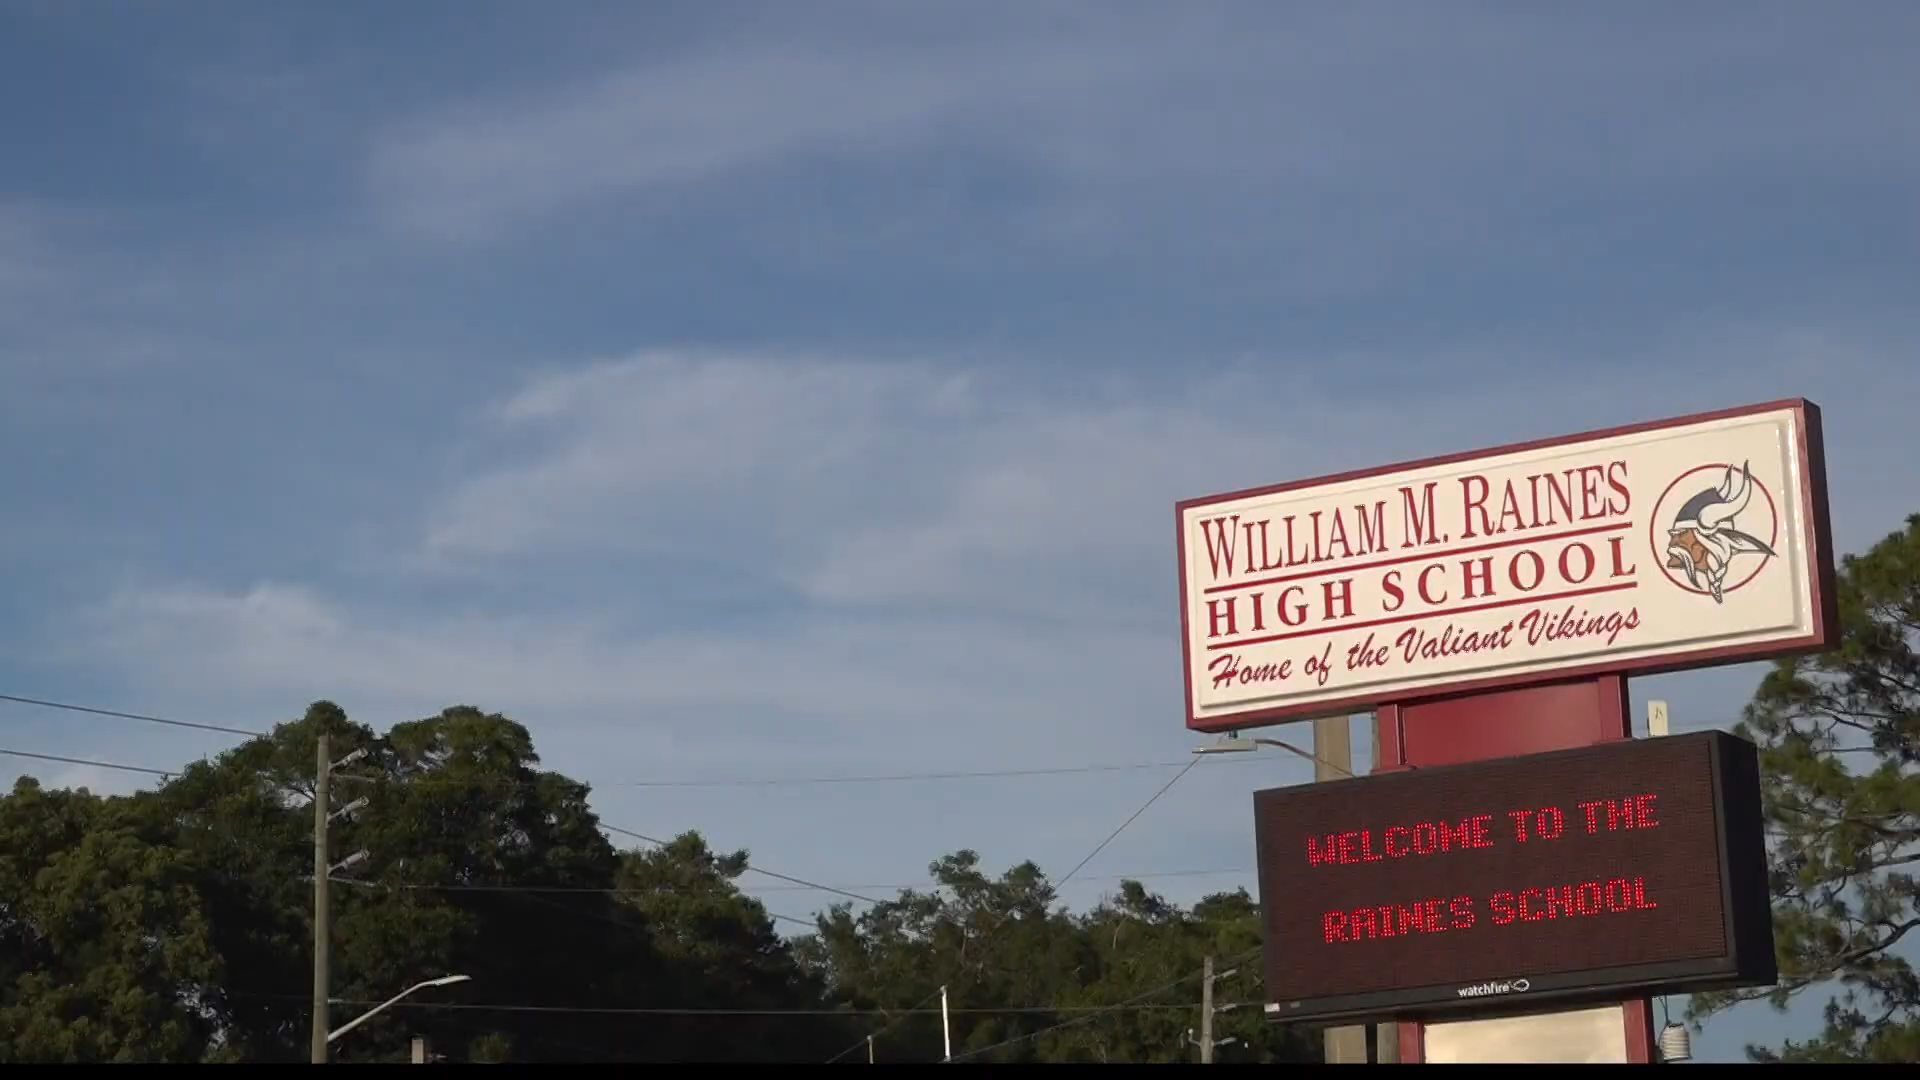 WILLIAM M. RAINES
HIGH SCHOOL
Home of the Valiant Vikings
WELCOME TO THE
RAINES SCHOOL
watchfire